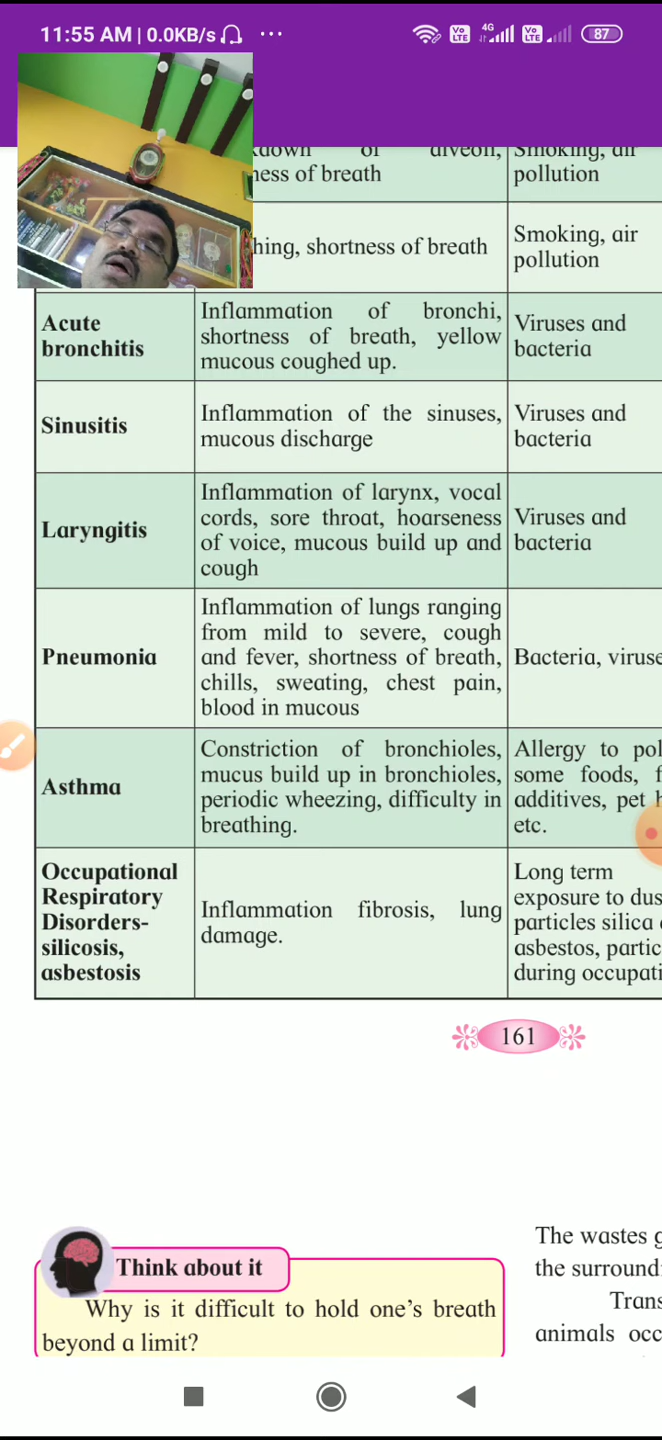 11:55 AM | 0.0KB/s
Vo LTE 4G Vo LTE 87
of alveoli, Smoking, air
ness of breath pollution
hing, shortness of breath
Smoking, air
pollution
Acute
bronchitis
Inflammation of bronchi,
shortness of breath, yellow
mucous coughed up.
Viruses and
bacteria
Sinusitis
Inflammation of the sinuses,
mucous discharge
Viruses and
bacteria
Laryngitis
Inflammation of larynx, vocal
cords, sore throat, hoarseness
of voice, mucous build up and
cough
Viruses and
bacteria
Pneumonia
Inflammation of lungs ranging
from mild to severe, cough
and fever, shortness of breath,
chills, sweating, chest pain,
blood in mucous
Bacteria, viruse
Asthma
Constriction of bronchioles,
mucus build up in bronchioles,
periodic wheezing, difficulty in
breathing.
Allergy to pol
some foods, f
additives, pet h
etc.
Occupational
Respiratory
Disorders-
silicosis,
asbestosis
Inflammation fibrosis, lung
damage.
Long term
exposure to dus
particles silica
asbestos, partic
during occupati
161
Think about it
Why is it difficult to hold one's breath
beyond a limit?
The wastes g
the surround
Trans
animals occ